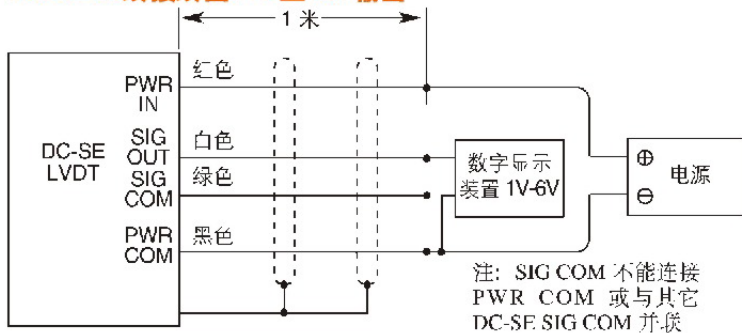 1 米
PWR IN 红色
SIG OUT 白色
SIG COM 绿色
PWR COM 黑色
DC-SE LVDT
数字显示
装置 1V-6V
⊕
⊖
电源
注: SIG COM 不能连接
PWR COM 或与其它
DC-SE SIG COM 并联